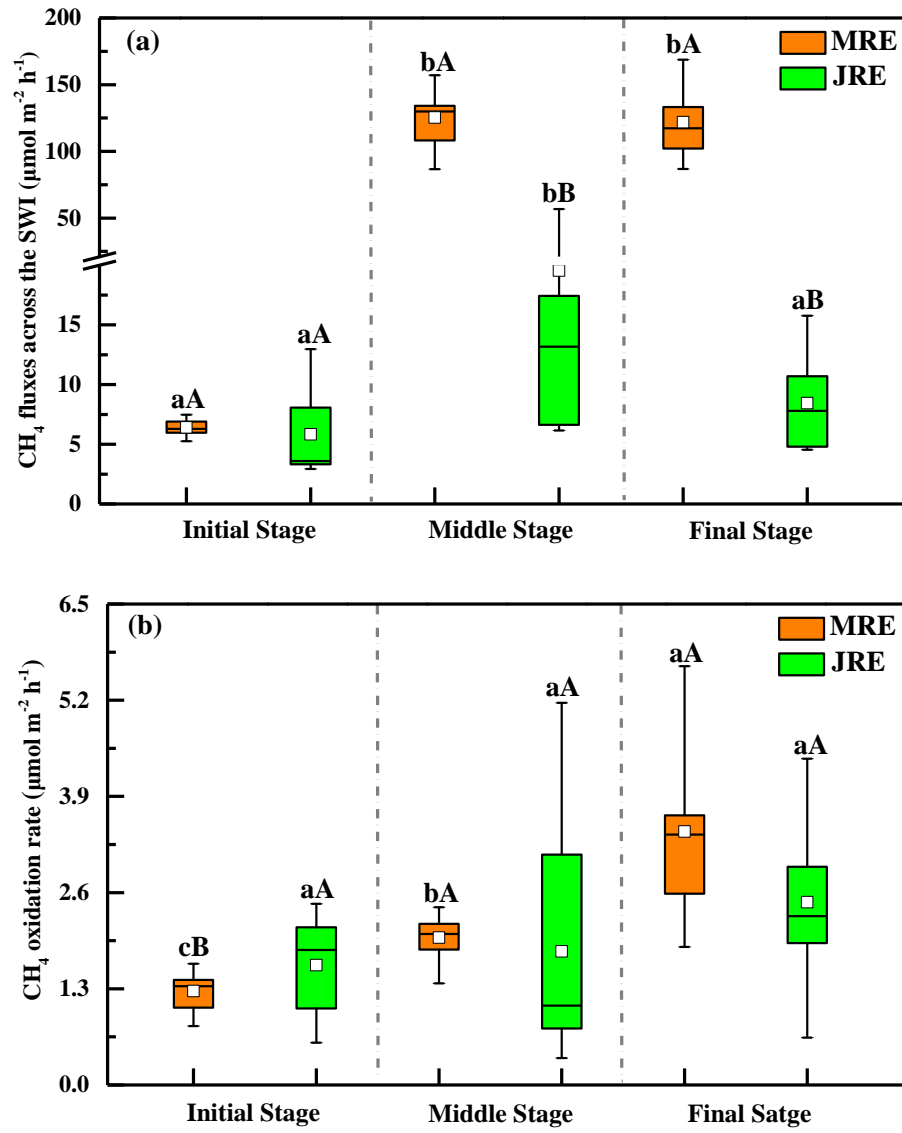 200
(a)
MRE
JRE
bA
bA
150
100
bB
50
CH4 fluxes across the SWI (μmol m-2 h-1)
15
aA
aB
10
aA
5
0
Initial Stage
Middle Stage
Final Stage
6.5
(b)
MRE
JRE
aA
5.2
aA
aA
3.9
CH4 oxidation rate (μmol m-2 h-1)
2.6
aA
bA
cB
1.3
0.0
Initial Stage
Middle Stage
Final Satge